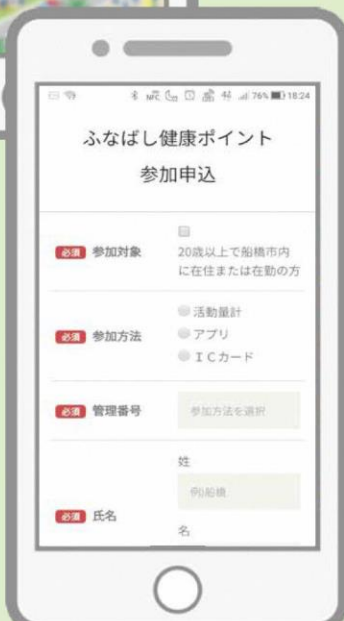 76% 18:24
ふなばし健康ポイント
参加申込
必須 参加対象
20歳以上で船橋市内
に在住または在勤の方
必須 参加方法
活動量計
アプリ
ICカード
必須 管理番号
参加方法を選択
姓
例)船橋
必須 氏名
名